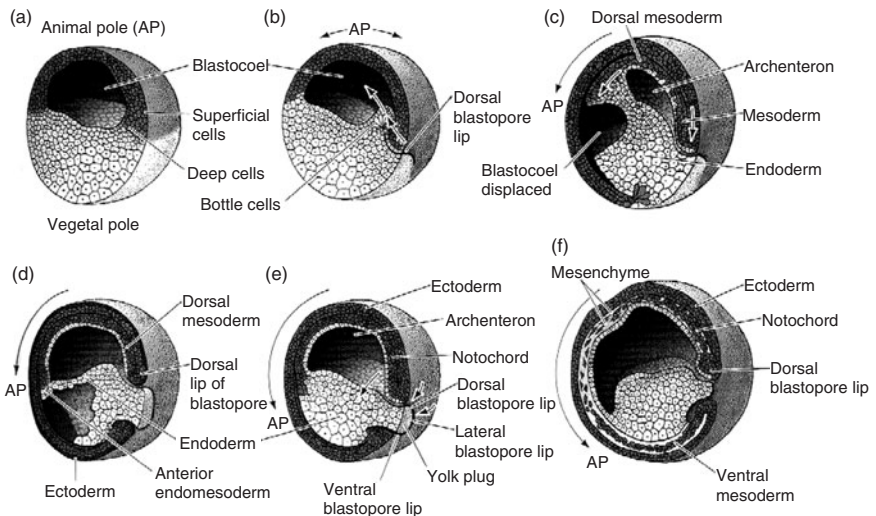 (a)
Animal pole (AP)
Blastocoel
Superficial
cells
Deep cells
Vegetal pole
(b)
AP
Dorsal
blastopore
lip
Bottle cells
(c)
Dorsal mesoderm
Archenteron
AP
Mesoderm
Endoderm
Blastocoel
displaced
(d)
Dorsal
mesoderm
AP
Dorsal
lip of
blastopore
Endoderm
Anterior
endomesoderm
Ectoderm
(e)
Ectoderm
Archenteron
Notochord
AP
Dorsal
blastopore lip
Lateral
blastopore lip
Yolk plug
Ventral
blastopore lip
(f)
Mesenchyme
Ectoderm
Notochord
Dorsal
blastopore lip
AP
Ventral
mesoderm